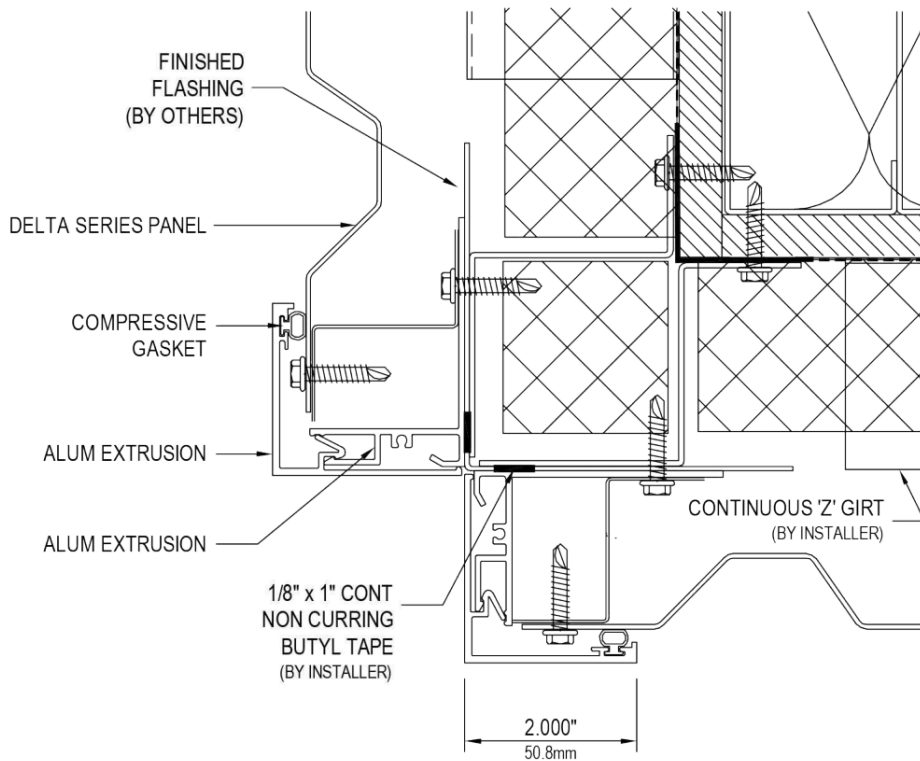 FINISHED
FLASHING
(BY OTHERS)
DELTA SERIES PANEL
COMPRESSIVE
GASKET
ALUM EXTRUSION
ALUM EXTRUSION
1/8" x 1" CONT
NON CURRING
BUTYL TAPE
(BY INSTALLER)
CONTINUOUS 'Z' GIRT
(BY INSTALLER)
2.000"
50.8mm